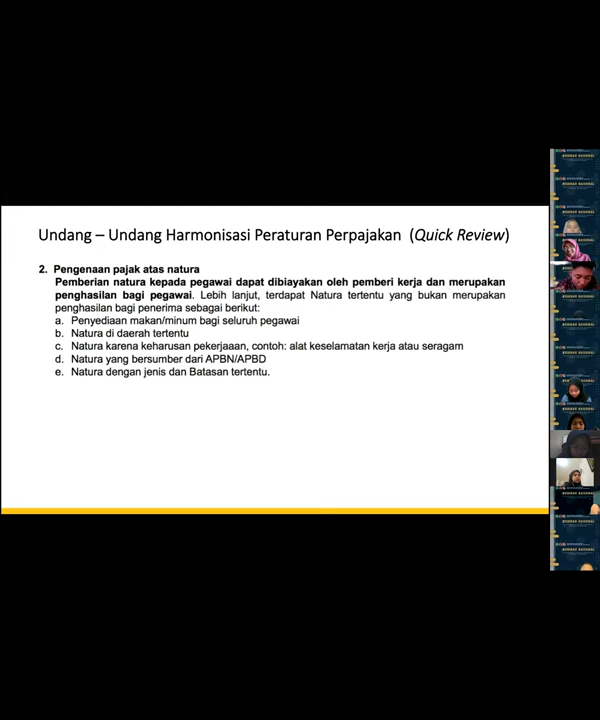 Undang – Undang Harmonisasi Peraturan Perpajakan (Quick Review)
2. Pengenaan pajak atas natura
Pemberian natura kepada pegawai dapat dibiayakan oleh pemberi kerja dan merupakan
penghasilan bagi pegawai. Lebih lanjut, terdapat Natura tertentu yang bukan merupakan
penghasilan bagi penerima sebagai berikut:
a. Penyediaan makan/minum bagi seluruh pegawai
b. Natura di daerah tertentu
c. Natura karena keharusan pekerjaaan, contoh: alat keselamatan kerja atau seragam
d. Natura yang bersumber dari APBN/APBD
e. Natura dengan jenis dan Batasan tertentu.